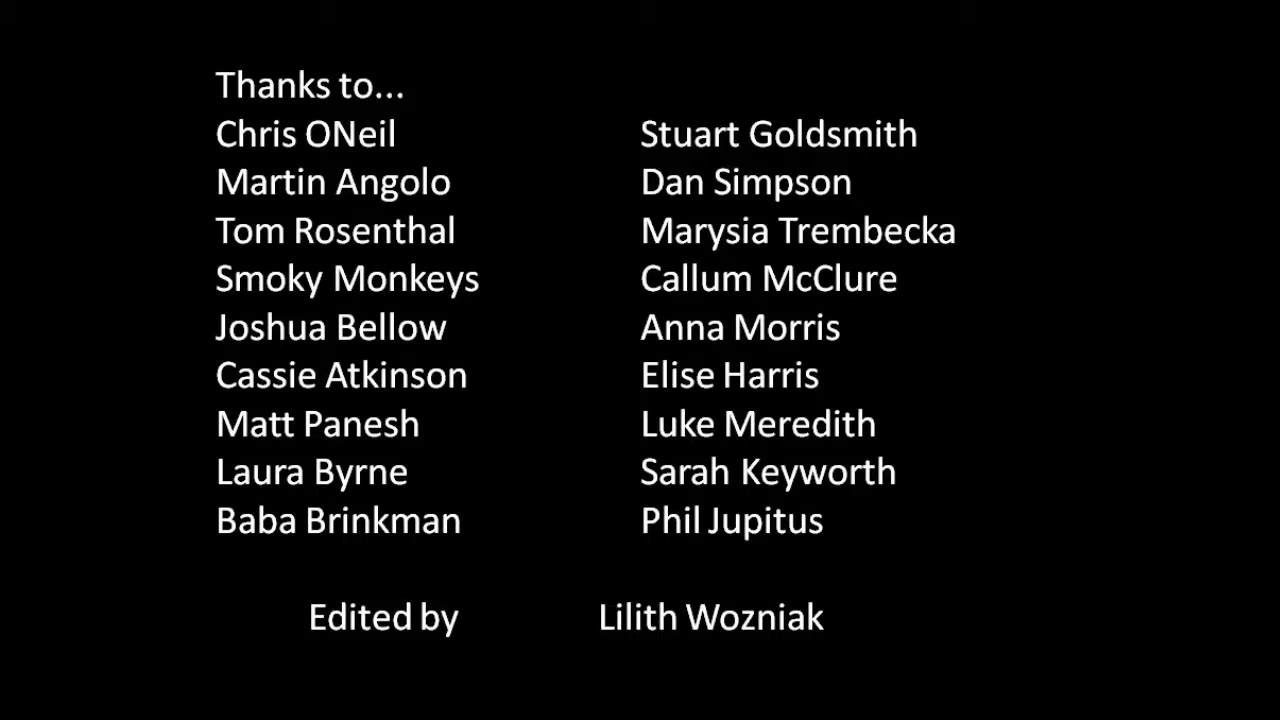 Thanks to...
Chris ONeil Stuart Goldsmith
Martin Angolo Dan Simpson
Tom Rosenthal Marysia Trembecka
Smoky Monkeys Callum McClure
Joshua Bellow Anna Morris
Cassie Atkinson Elise Harris
Matt Panesh Luke Meredith
Laura Byrne Sarah Keyworth
Baba Brinkman Phil Jupitus
Edited by Lilith Wozniak